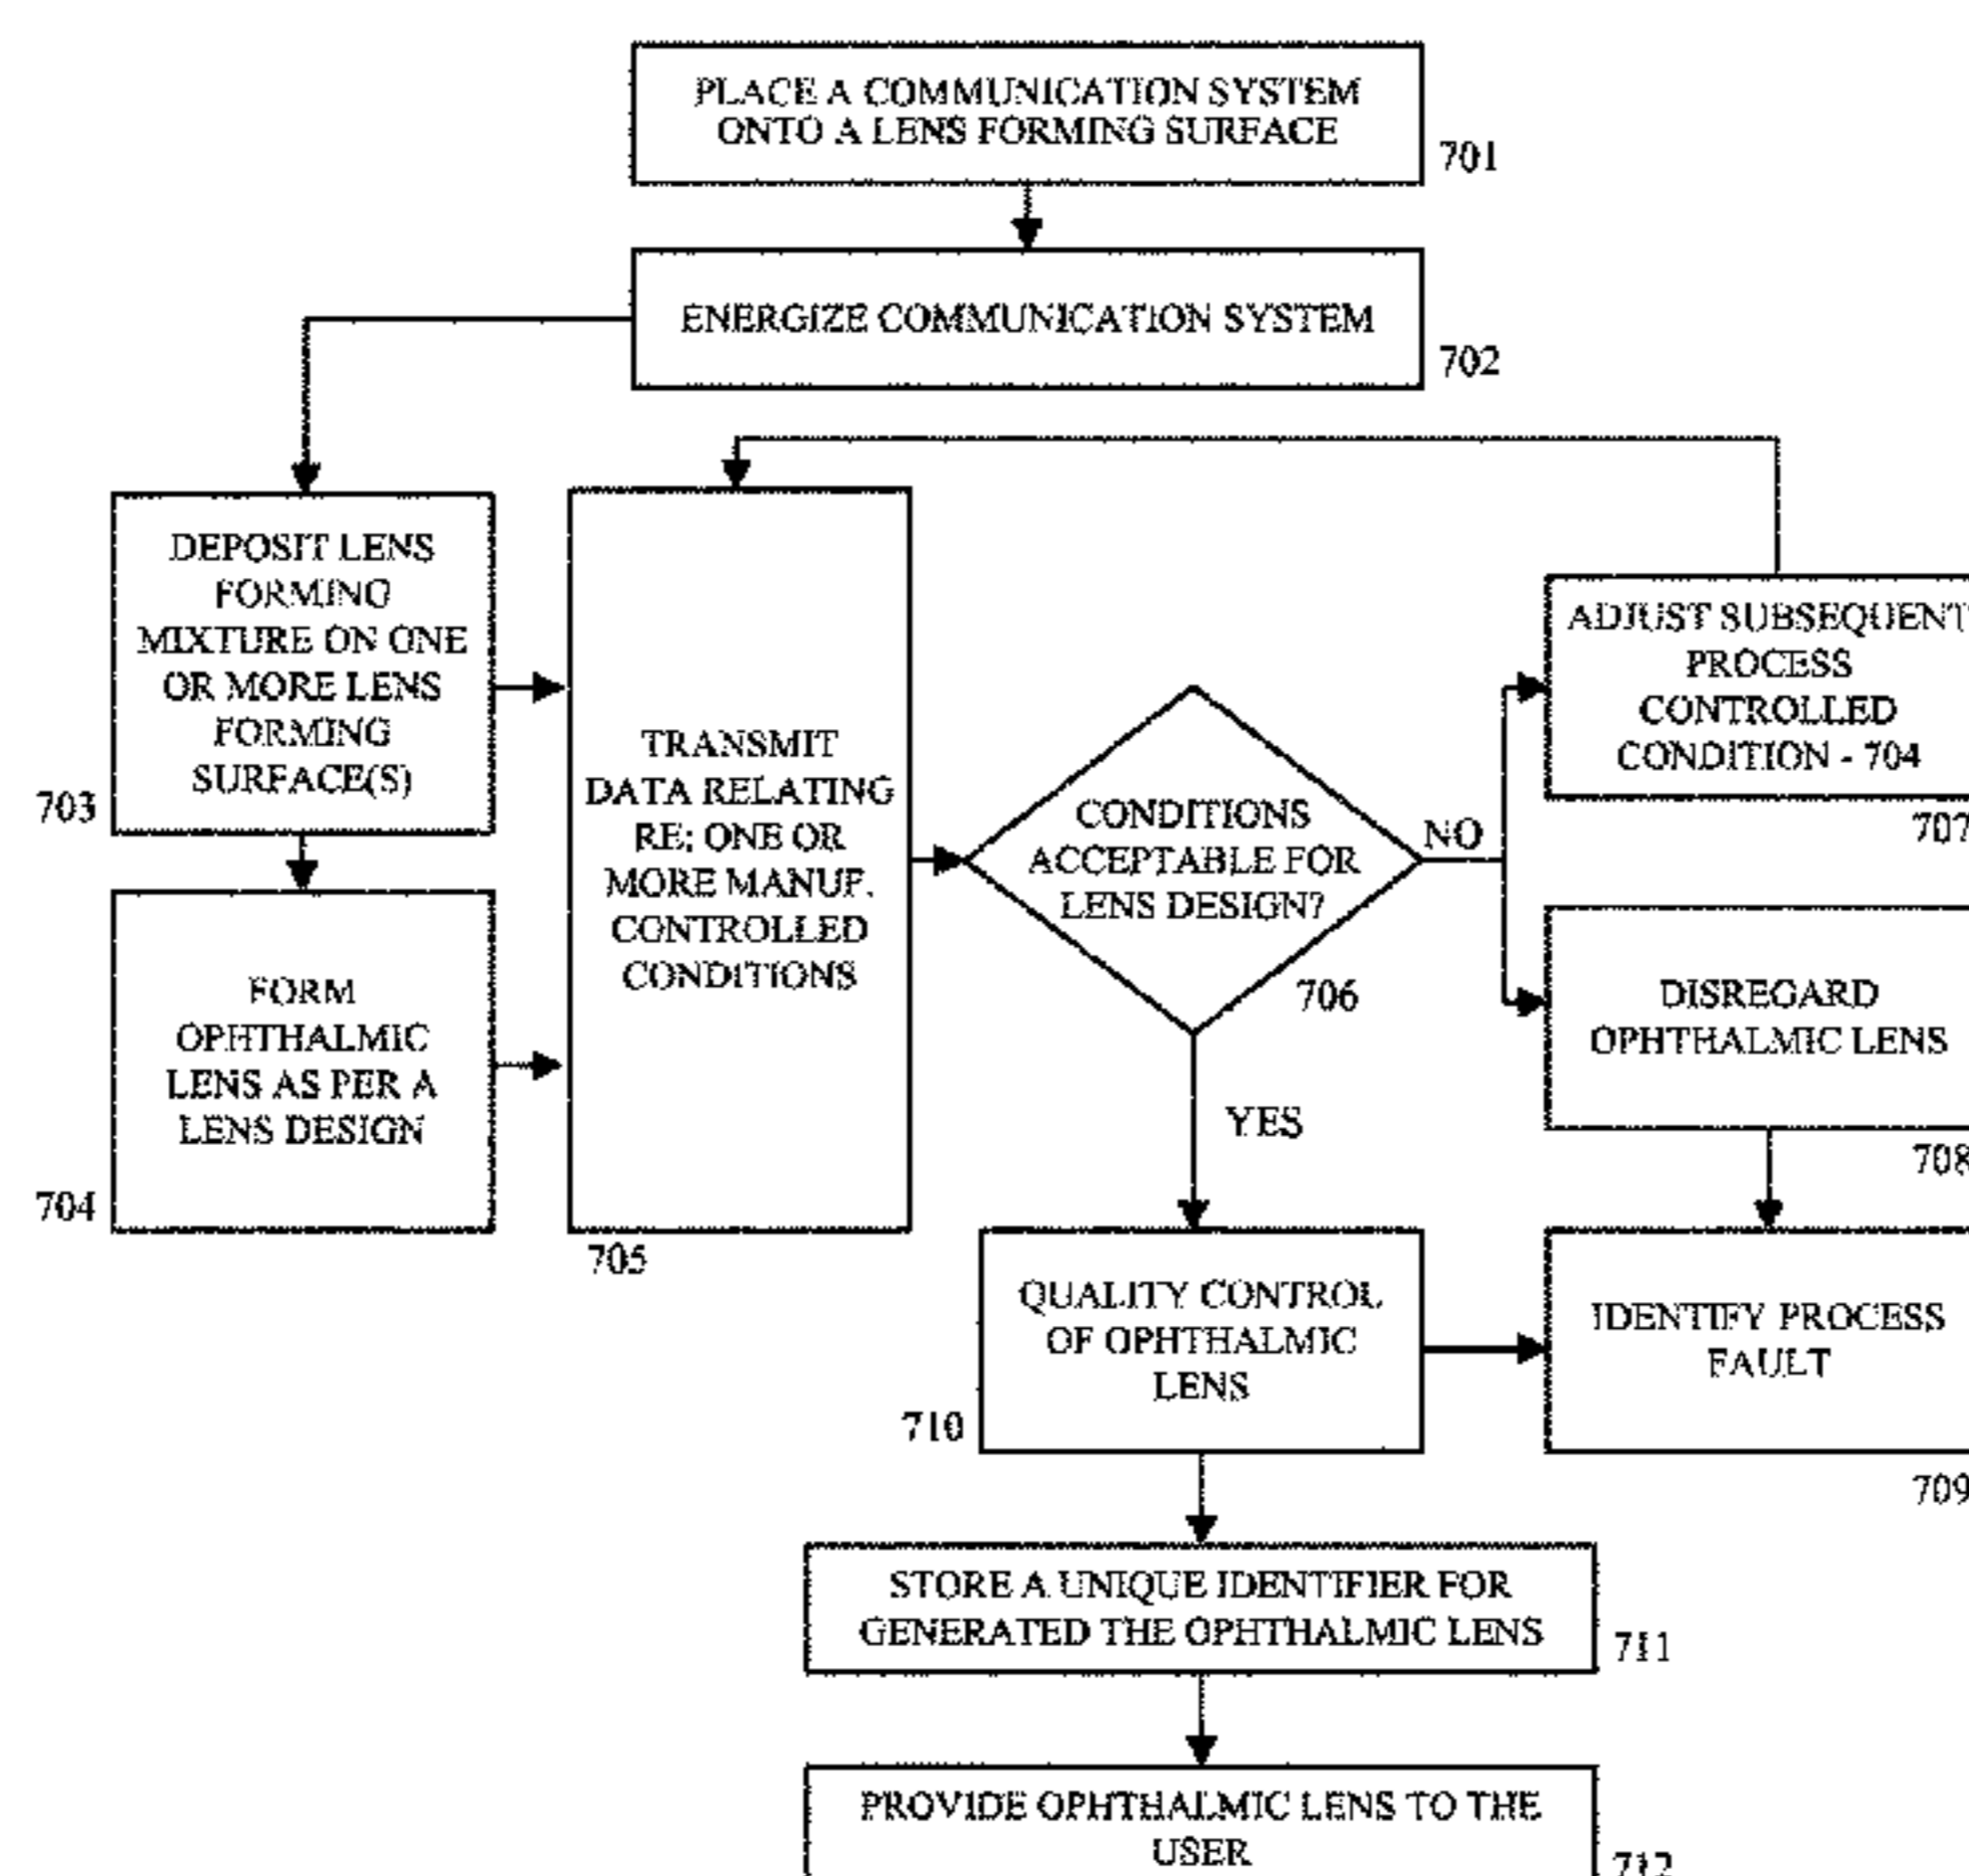 PLACE A COMMUNICATION SYSTEM
ONTO A LENS FORMING SURFACE
701
ENERGIZE COMMUNICATION SYSTEM
702
DEPOSIT LENS
FORMING
MIXTURE ON ONE
OR MORE LENS
FORMING
SURFACE(S)
703
FORM
OPHTHALMIC
LENS AS PER A
LENS DESIGN
704
TRANSMIT
DATA RELATING
RE; ONE OR
MORE MANUF.
CONTROLLED
CONDITIONS
705
CONDITIONS
ACCEPTABLE FOR
LENS DESIGN?
706
NO
YES
ADJUST SUBSEQUENT
PROCESS
CONTROLLED
CONDITION - 704
707
DISREGARD
OPHTHALMIC LENS
708
IDENTIFY PROCESS
FAULT
709
QUALITY CONTROL
OF OPHTHALMIC
LENS
710
STORE A UNIQUE IDENTIFIER FOR
GENERATED THE OPHTHALMIC LENS
711
PROVIDE OPHTHALMIC LENS TO THE
USER
712